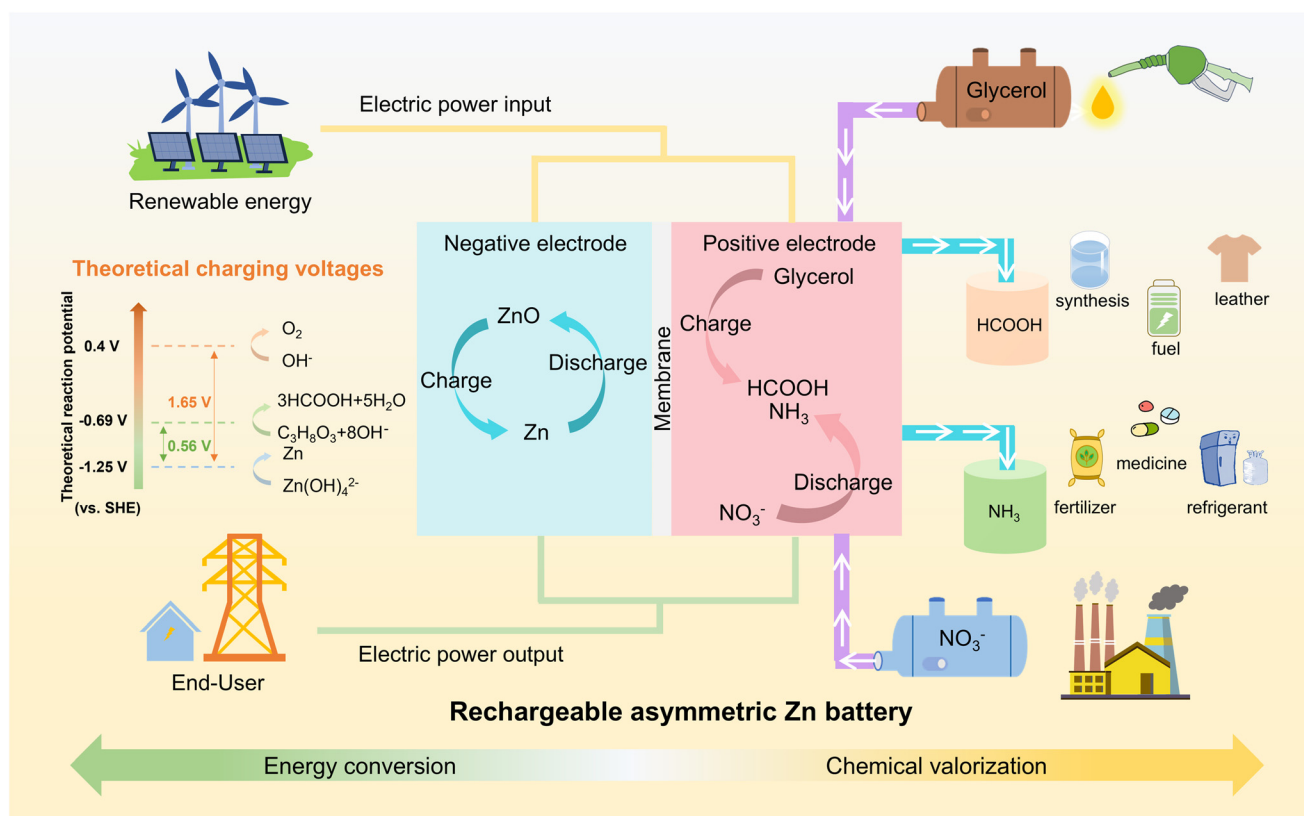 Electric power input
Glycerol
Renewable energy
Negative electrode
Positive electrode
Glycerol
Charge
HCOOH
NH₃
Discharge
NO₃⁻
ZnO
Charge
Discharge
Zn
Membrane
Theoretical charging voltages
Theoretical reaction potential
(vs. SHE)
0.4 V
-0.69 V
-1.25 V
1.65 V
0.56 V
O₂
OH⁻
3HCOOH+5H₂O
C₃H₈O₃+8OH⁻
Zn
Zn(OH)₄²⁻
HCOOH
synthesis
fuel
leather
NH₃
fertilizer
medicine
refrigerant
End-User
Electric power output
NO₃⁻
Rechargeable asymmetric Zn battery
Energy conversion
Chemical valorization